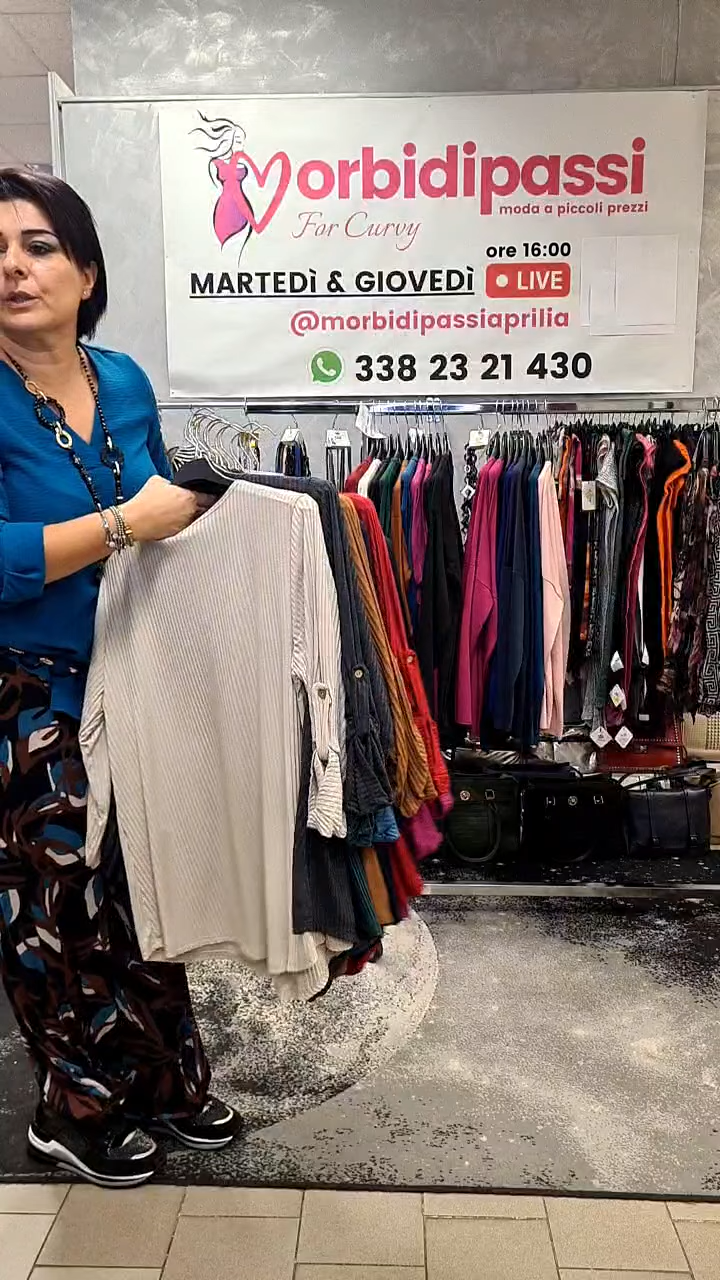 Morbidipassi
moda a piccoli prezzi
For Curvy
ore 16:00
MARTEDÌ & GIOVEDÌ LIVE
@morbidipassiaprilia
338 23 21 430